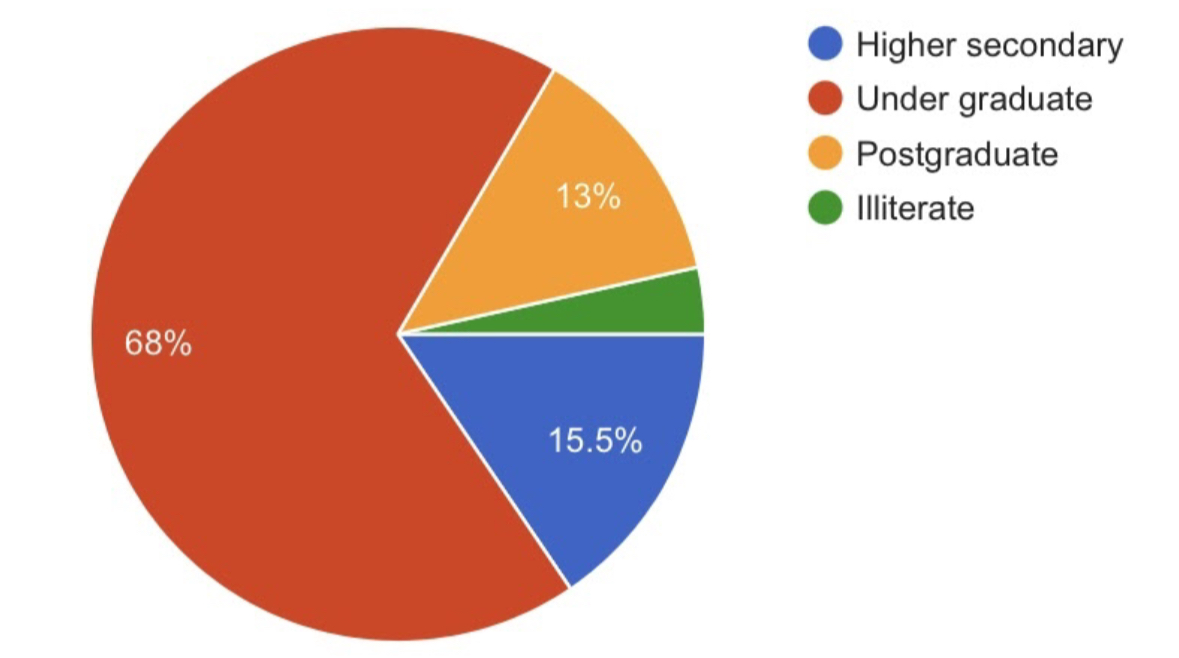 Higher secondary
Under graduate
Postgraduate
Illiterate
13%
68%
15.5%